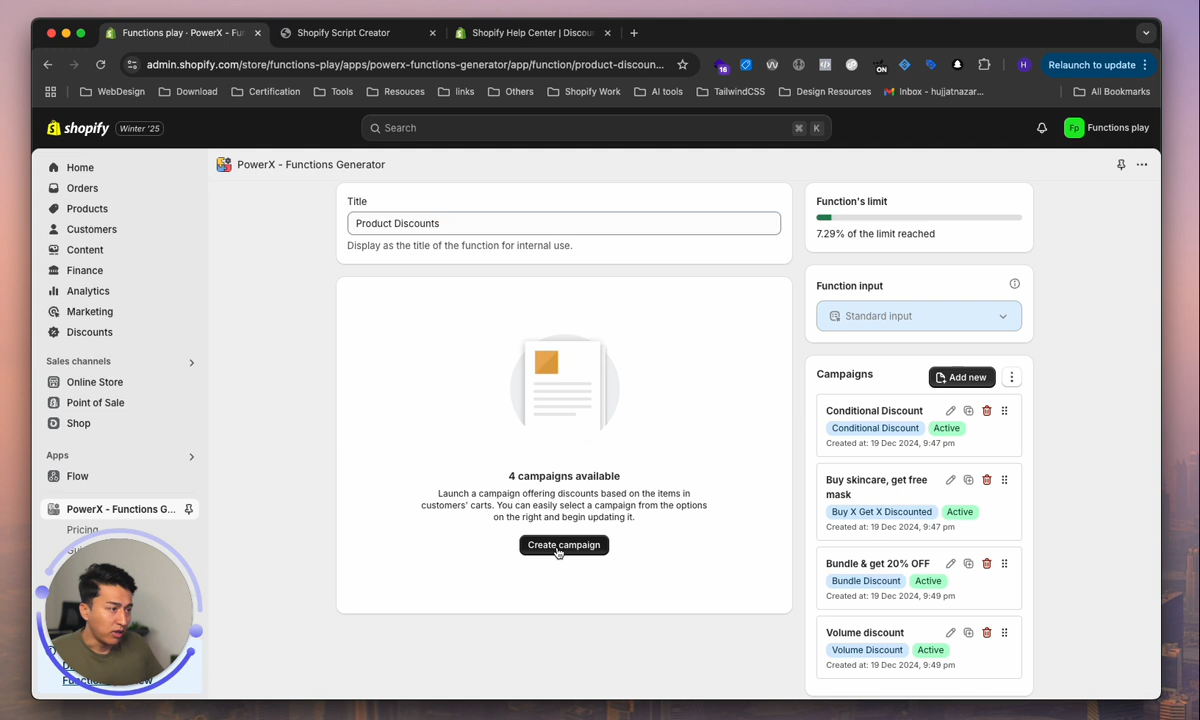 Functions play · PowerX - Fun
Shopify Script Creator
Shopify Help Center | Discou
admin.shopify.com/store/functions-play/apps/powerx-functions-generator/app/function/product-discoun...
16
ON
H
Relaunch to update
WebDesign
Download
Certification
Tools
Resouces
links
Others
Shopify Work
AI tools
TailwindCSS
Design Resources
Inbox - hujjatnazar...
All Bookmarks
shopify
Winter '25
Search
⌘ K
Fp
Functions play
Home
Orders
Products
Customers
Content
Finance
Analytics
Marketing
Discounts
Sales channels
Online Store
Point of Sale
Shop
Apps
Flow
PowerX - Functions G...
Pricing
PowerX - Functions Generator
Title
Product Discounts
Display as the title of the function for internal use.
4 campaigns available
Launch a campaign offering discounts based on the items in
customers' carts. You can easily select a campaign from the options
on the right and begin updating it.
Create campaign
Function's limit
7.29% of the limit reached
Function input
Standard input
Campaigns
Add new
Conditional Discount
Conditional Discount
Active
Created at: 19 Dec 2024, 9:47 pm
Buy skincare, get free
mask
Buy X Get X Discounted
Active
Created at: 19 Dec 2024, 9:47 pm
Bundle & get 20% OFF
Bundle Discount
Active
Created at: 19 Dec 2024, 9:49 pm
Volume discount
Volume Discount
Active
Created at: 19 Dec 2024, 9:49 pm